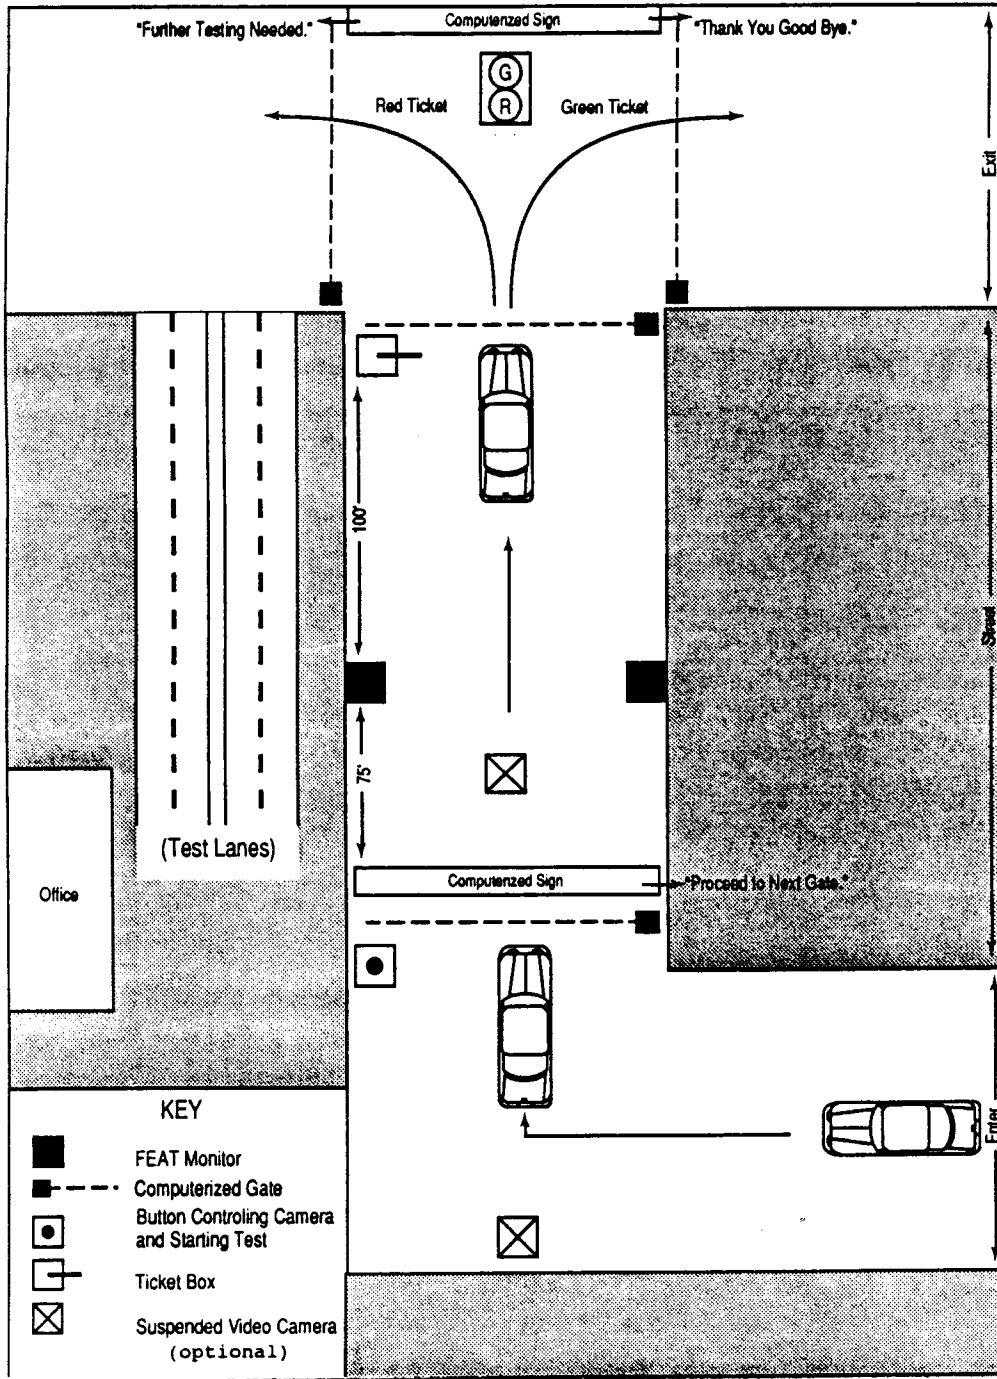 "Further Testing Needed."
Computerized Sign
"Thank You Good Bye."
G
R
Red Ticket
Green Ticket
Exit
100'
Street
75'
(Test Lanes)
Office
Computerized Sign
"Proceed to Next Gate."
Enter
KEY
FEAT Monitor
Computerized Gate
Button Controling Camera
and Starting Test
Ticket Box
Suspended Video Camera
(optional)